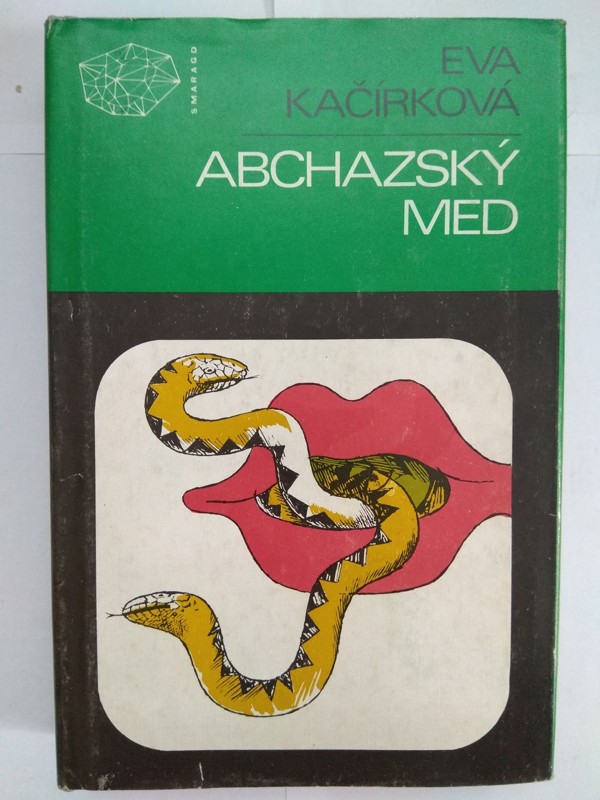 SMARAGD
EVA
KAČÍRKOVÁ
ABCHAZSKÝ
MED